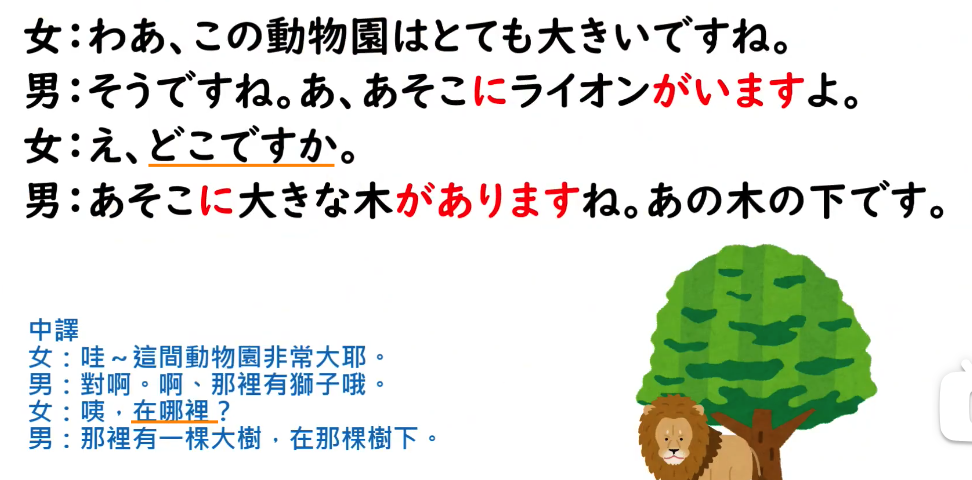 女：わあ、この動物園はとても大きいですね。
男：そうですね。あ、あそこにライオンがいますよ。
女：え、どこですか。
男：あそこに大きな木がありますね。あの木の下です。
中譯
女：哇～這間動物園非常大耶。
男：對啊。啊、那裡有獅子哦。
女：咦，在哪裡？
男：那裡有一棵大樹，在那棵樹下。